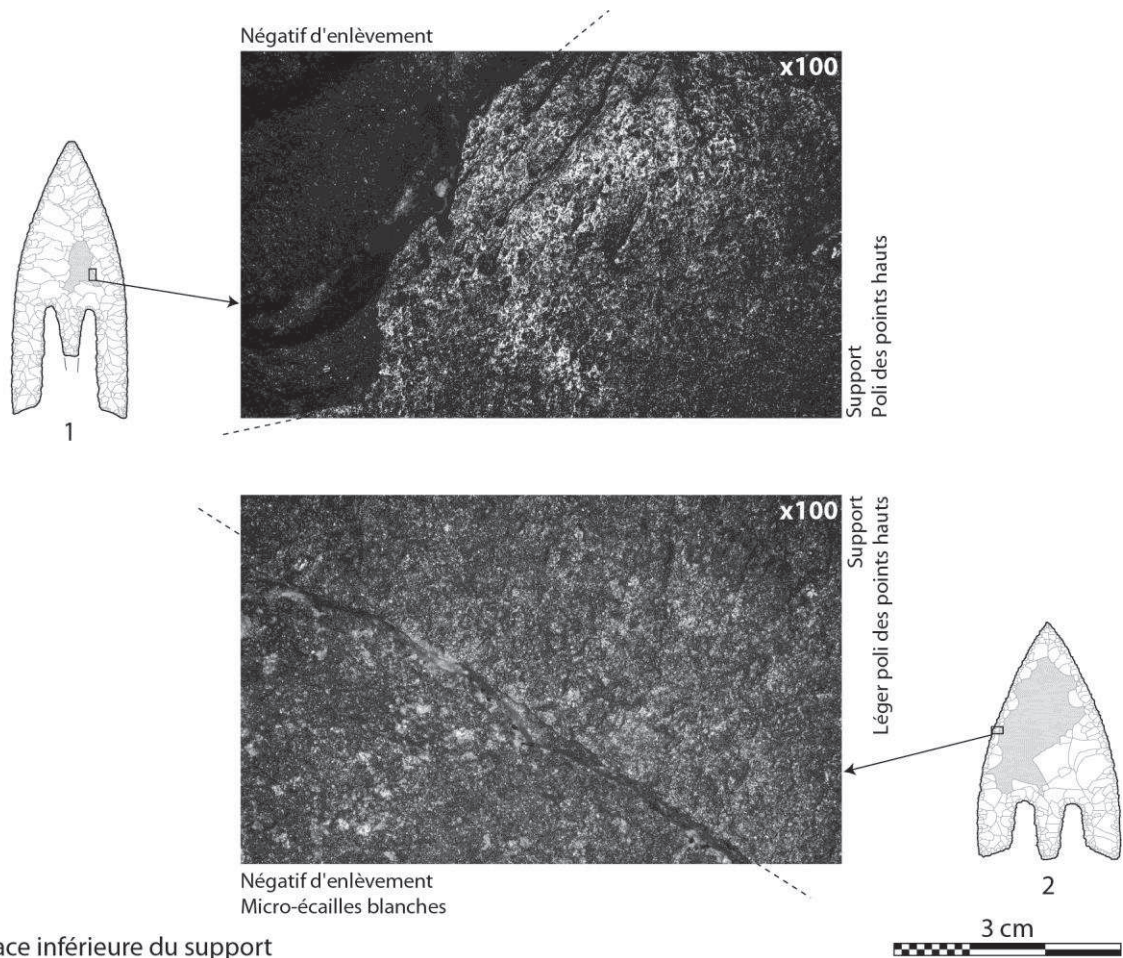 Négatif d'enlèvement
x100
Support
Poli des points hauts
1
x100
Support
Léger poli des points hauts
Négatif d'enlèvement
Micro-écailles blanches
2
3 cm
inférieure du support